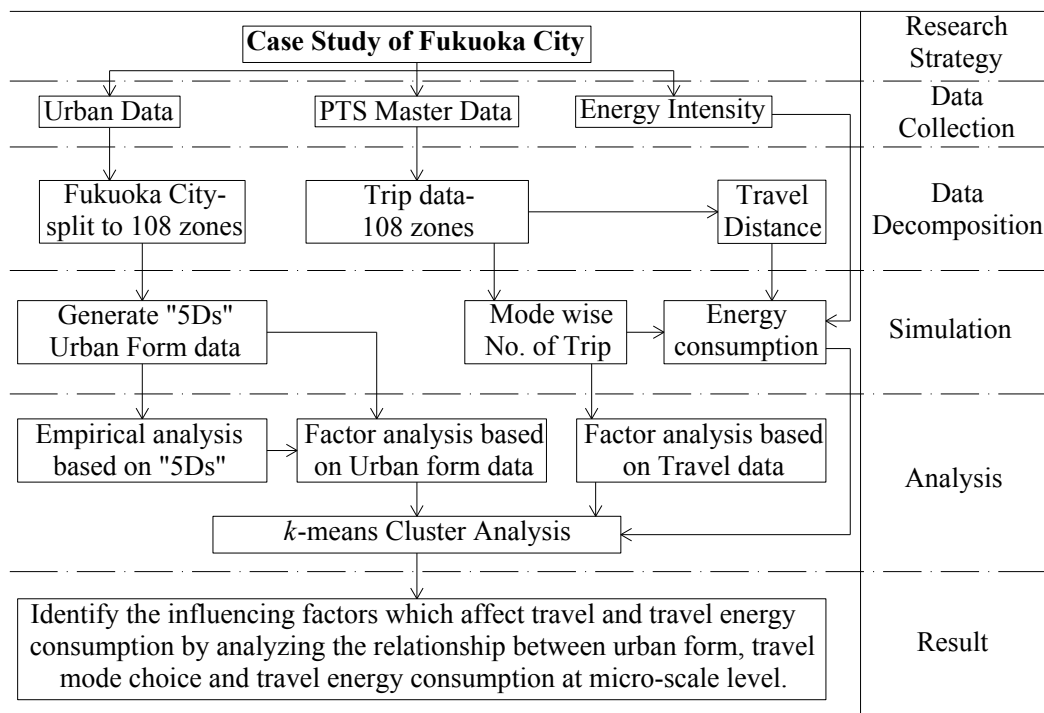 Case Study of Fukuoka City
Research
Strategy
Urban Data
PTS Master Data
Energy Intensity
Data
Collection
Fukuoka City-
split to 108 zones
Trip data-
108 zones
Travel
Distance
Data
Decomposition
Generate "5Ds"
Urban Form data
Mode wise
No. of Trip
Energy
consumption
Simulation
Empirical analysis
based on "5Ds"
Factor analysis based
on Urban form data
Factor analysis based
on Travel data
Analysis
k-means Cluster Analysis
Identify the influencing factors which affect travel and travel energy
consumption by analyzing the relationship between urban form, travel
mode choice and travel energy consumption at micro-scale level.
Result